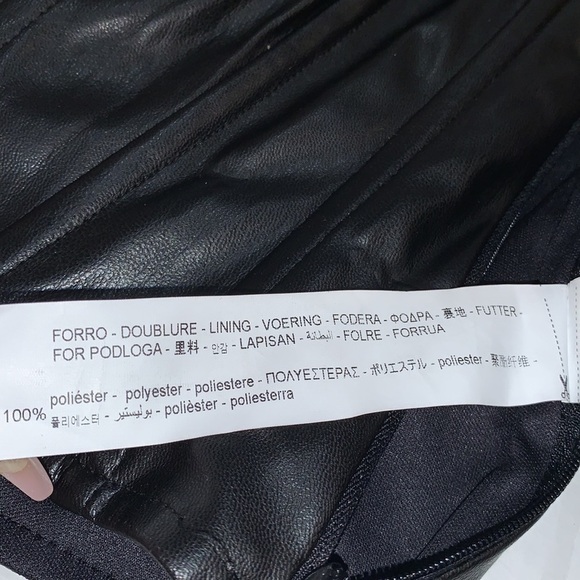 FORRO - DOUBLURE - LINING - VOERING - FODERA - ΦΟΔΡΑ - 裏地 - FUTTER -
FOR PODLOGA - 里料 - 안감 - LAPISAN - البطانة - FOLRE - FORRUA
100% poliéster - polyester - poliestere - ΠΟΛΥΕΣΤΕΡΑΣ - ポリエステル - poliester - 聚酯纤维 -
폴리에스터 - بوليستير - polièster - poliesterra